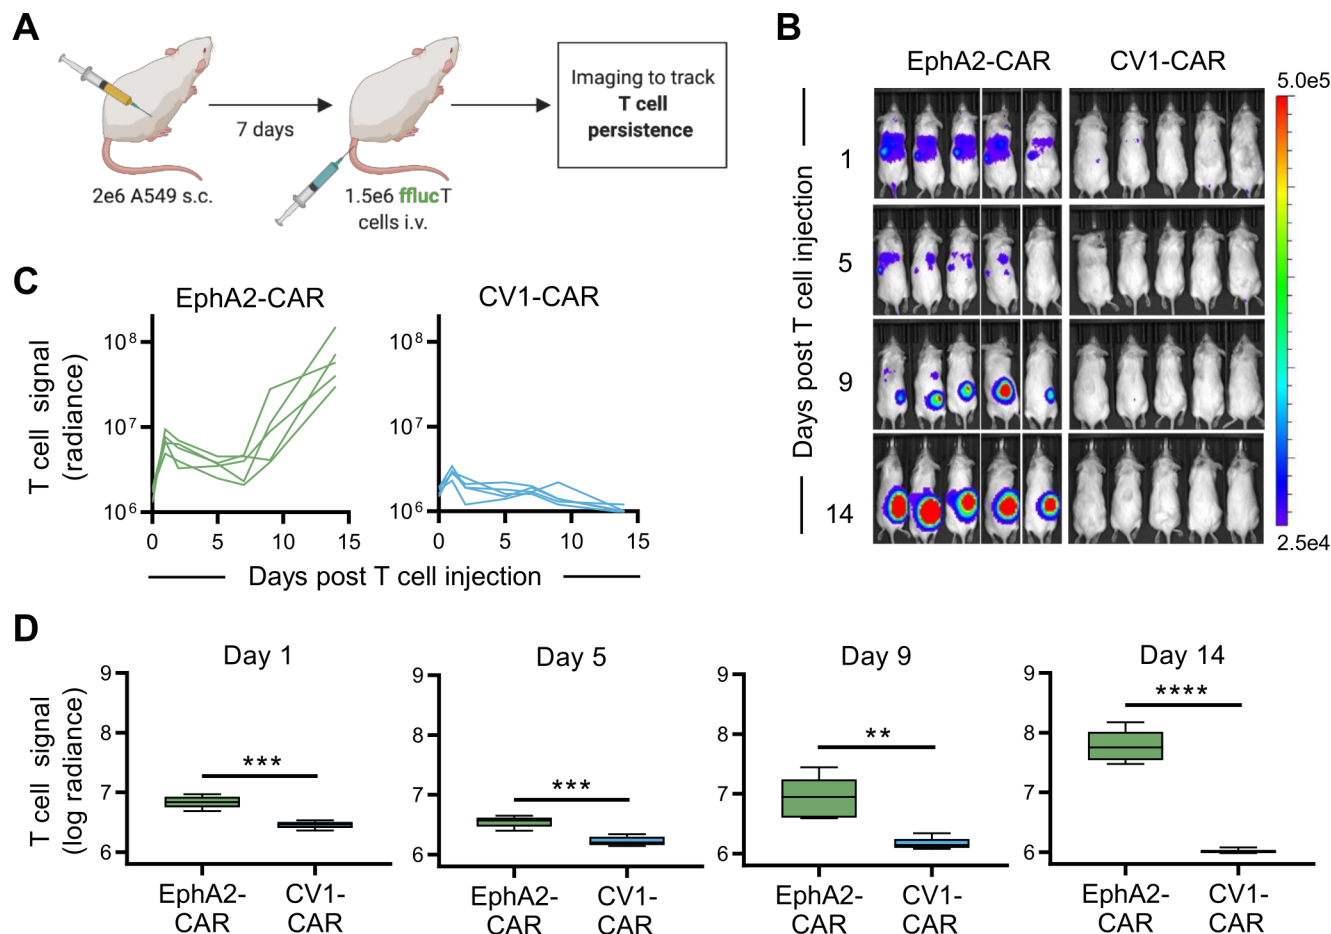 A
7 days
2e6 A549 s.c.
1.5e6 ffluc T
cells i.v.
Imaging to track
T cell
persistence
B
EphA2-CAR
CV1-CAR
Days post T cell injection
1
5
9
14
5.0e5
2.5e4
C
EphA2-CAR
CV1-CAR
T cell signal
(radiance)
10⁸
10⁷
10⁶
0
5
10
15
10⁸
10⁷
10⁶
0
5
10
15
Days post T cell injection
D
T cell signal
(log radiance)
Day 1
9
8
7
6
***
EphA2-
CAR
CV1-
CAR
Day 5
9
8
7
6
***
EphA2-
CAR
CV1-
CAR
Day 9
9
8
7
6
**
EphA2-
CAR
CV1-
CAR
Day 14
9
8
7
6
****
EphA2-
CAR
CV1-
CAR